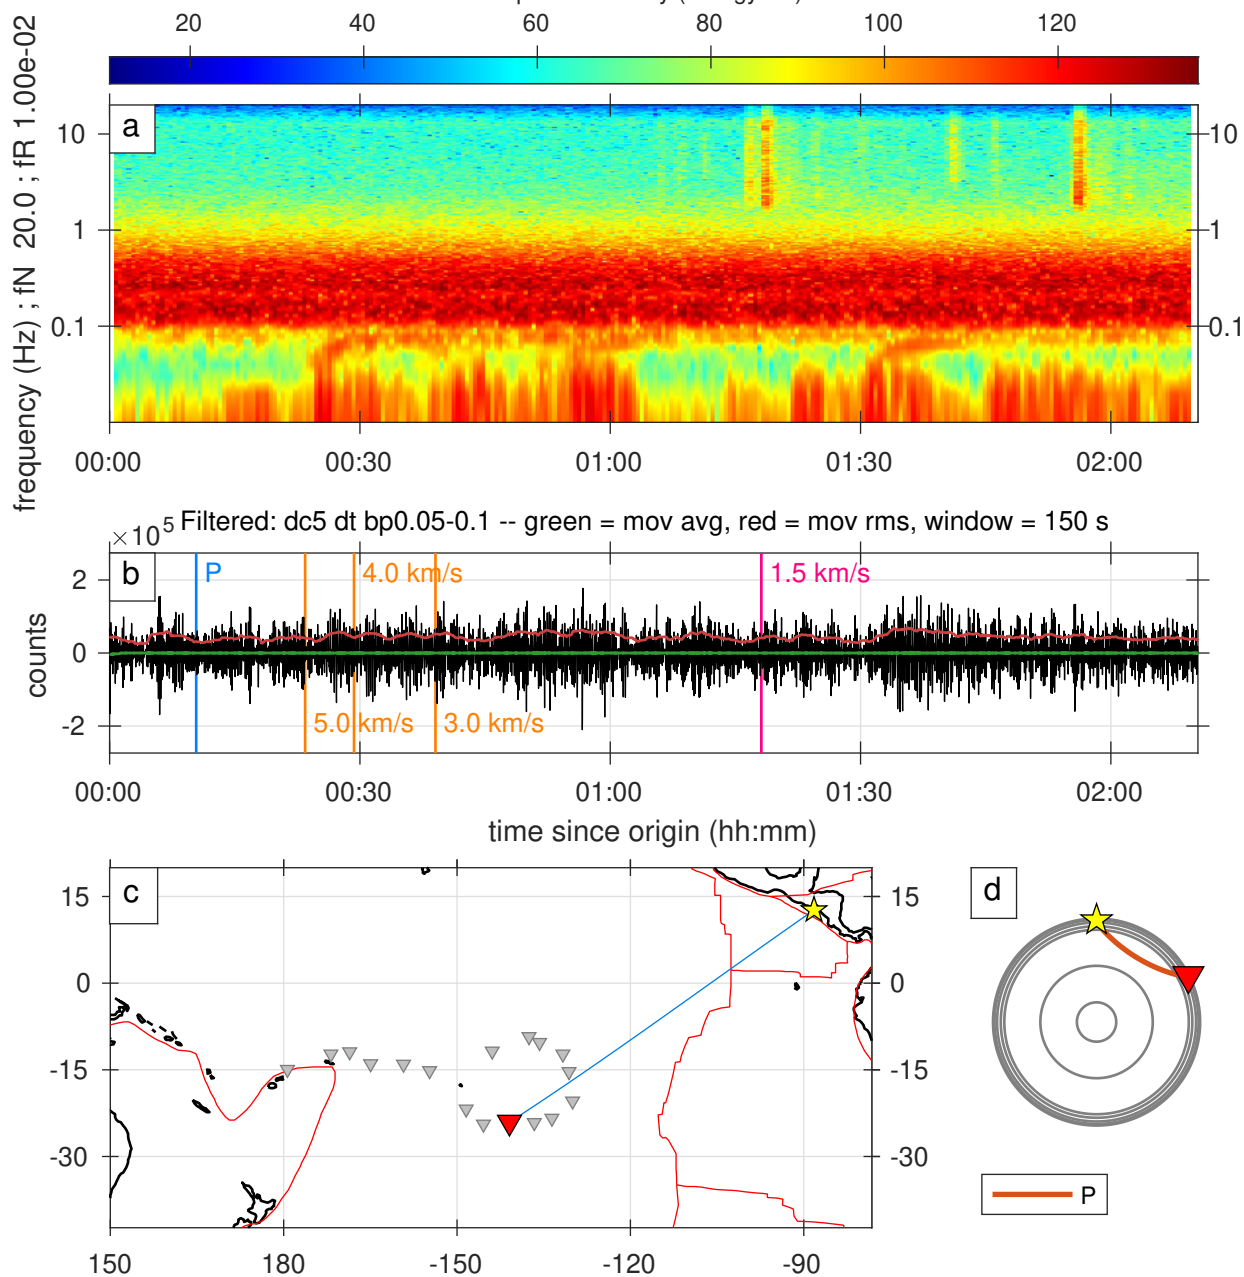 20 40 60 80 100 120
frequency (Hz) ; fN 20.0 ; fR 1.00e-02
a
10 10
1 1
0.1 0.1
00:00 00:30 01:00 01:30 02:00
×10⁵ Filtered: dc5 dt bp0.05-0.1 -- green = mov avg, red = mov rms, window = 150 s
b
P 4.0 km/s 1.5 km/s
2
counts
0
-2
5.0 km/s 3.0 km/s
00:00 00:30 01:00 01:30 02:00
time since origin (hh:mm)
c
d
15 15
0 0
-15 -15
-30 -30
150 180 -150 -120 -90
P